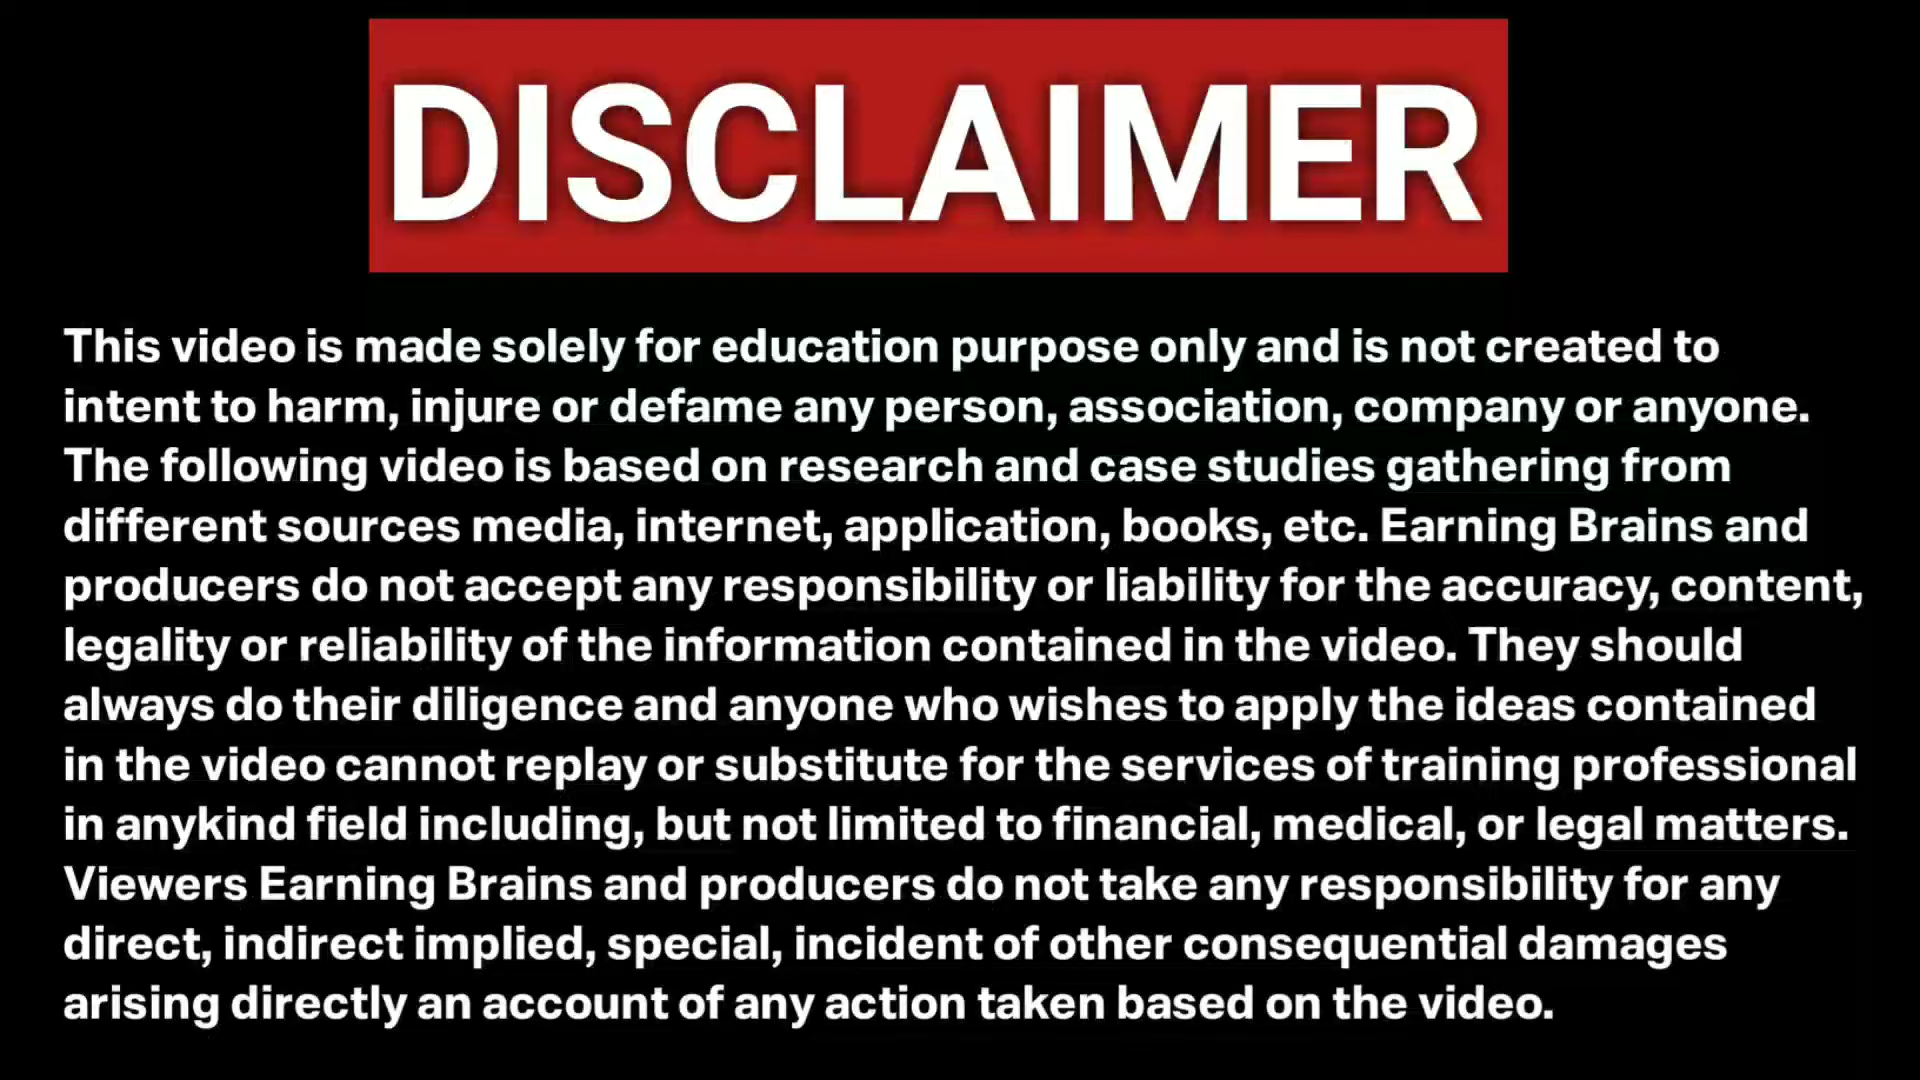 DISCLAIMER
This video is made solely for education purpose only and is not created to
intent to harm, injure or defame any person, association, company or anyone.
The following video is based on research and case studies gathering from
different sources media, internet, application, books, etc. Earning Brains and
producers do not accept any responsibility or liability for the accuracy, content,
legality or reliability of the information contained in the video. They should
always do their diligence and anyone who wishes to apply the ideas contained
in the video cannot replay or substitute for the services of training professional
in anykind field including, but not limited to financial, medical, or legal matters.
Viewers Earning Brains and producers do not take any responsibility for any
direct, indirect implied, special, incident of other consequential damages
arising directly an account of any action taken based on the video.